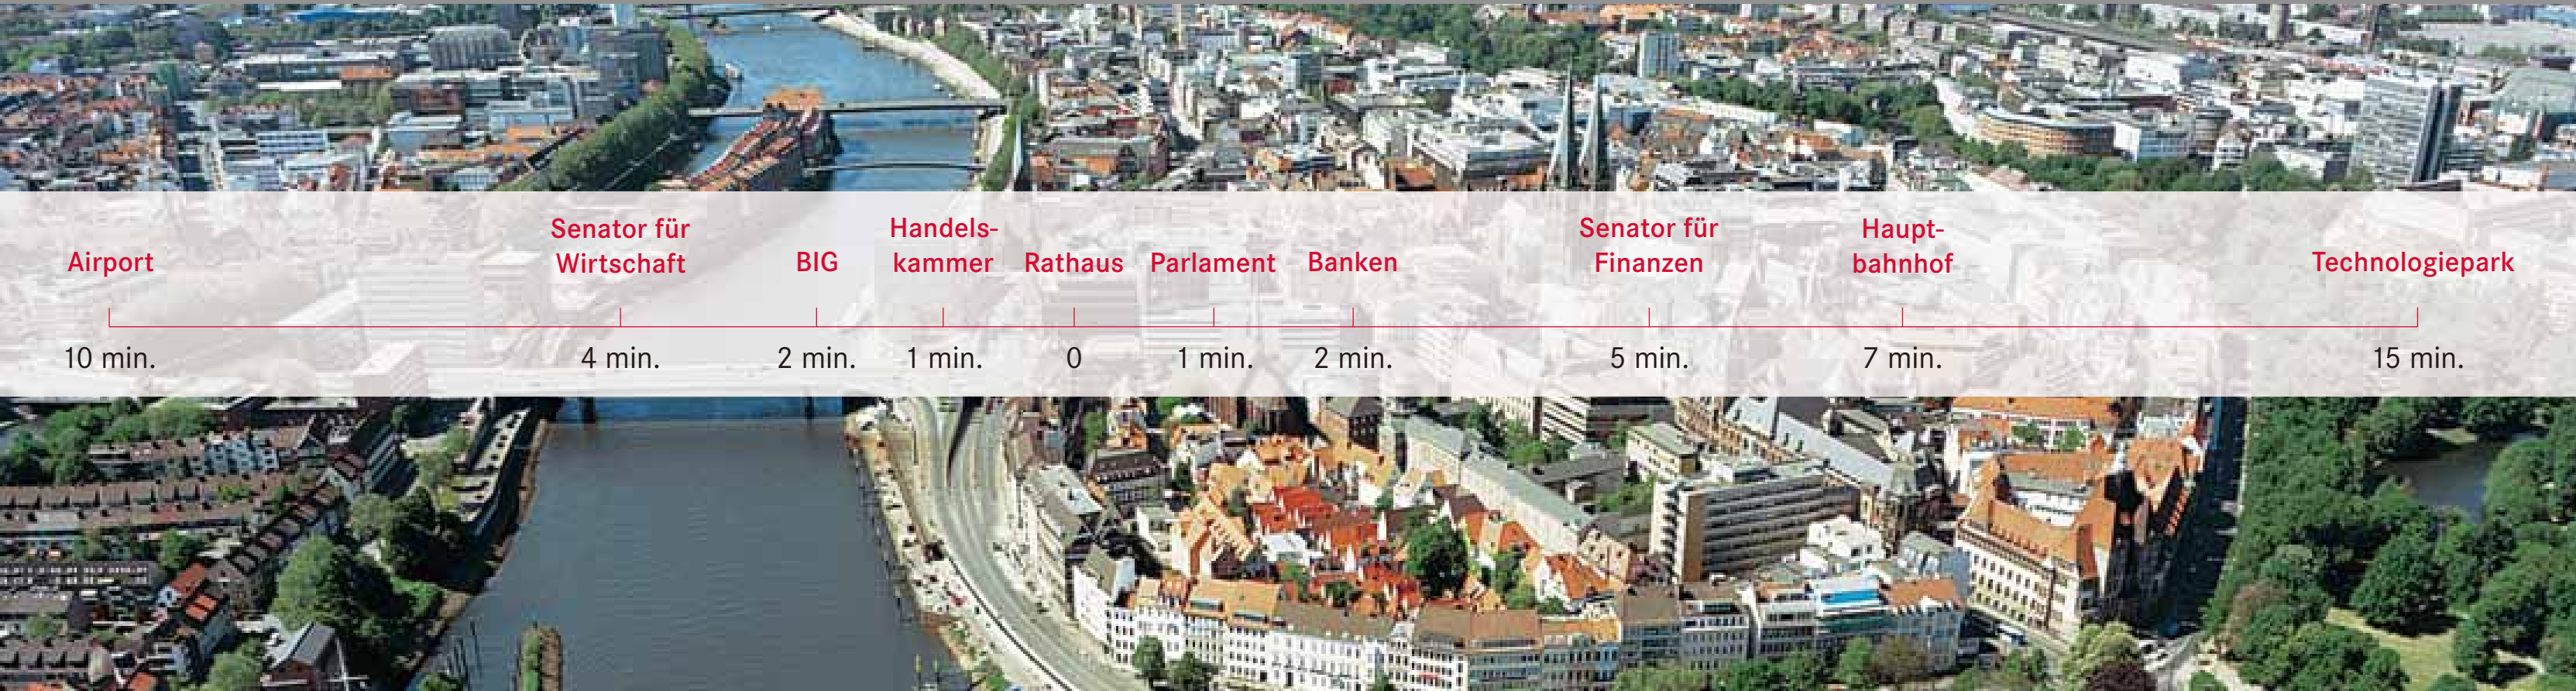 Airport
Senator für
Wirtschaft
BIG
Handels-
kammer
Rathaus
Parlament
Banken
Senator für
Finanzen
Haupt-
bahnhof
Technologiepark
10 min.
4 min.
2 min.
1 min.
0
1 min.
2 min.
5 min.
7 min.
15 min.